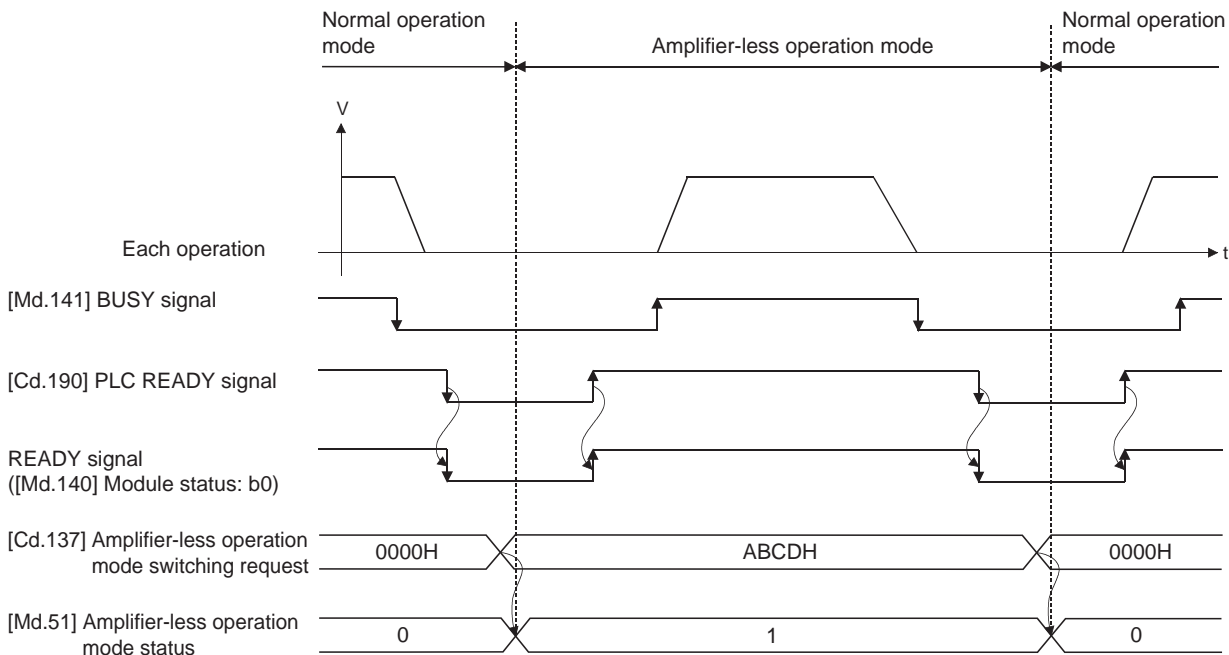 Normal operation
mode
Amplifier-less operation mode
Normal operation
mode
V
Each operation
t
[Md.141] BUSY signal
[Cd.190] PLC READY signal
READY signal
([Md.140] Module status: b0)
[Cd.137] Amplifier-less operation
mode switching request
0000H
ABCDH
0000H
[Md.51] Amplifier-less operation
mode status
0
1
0